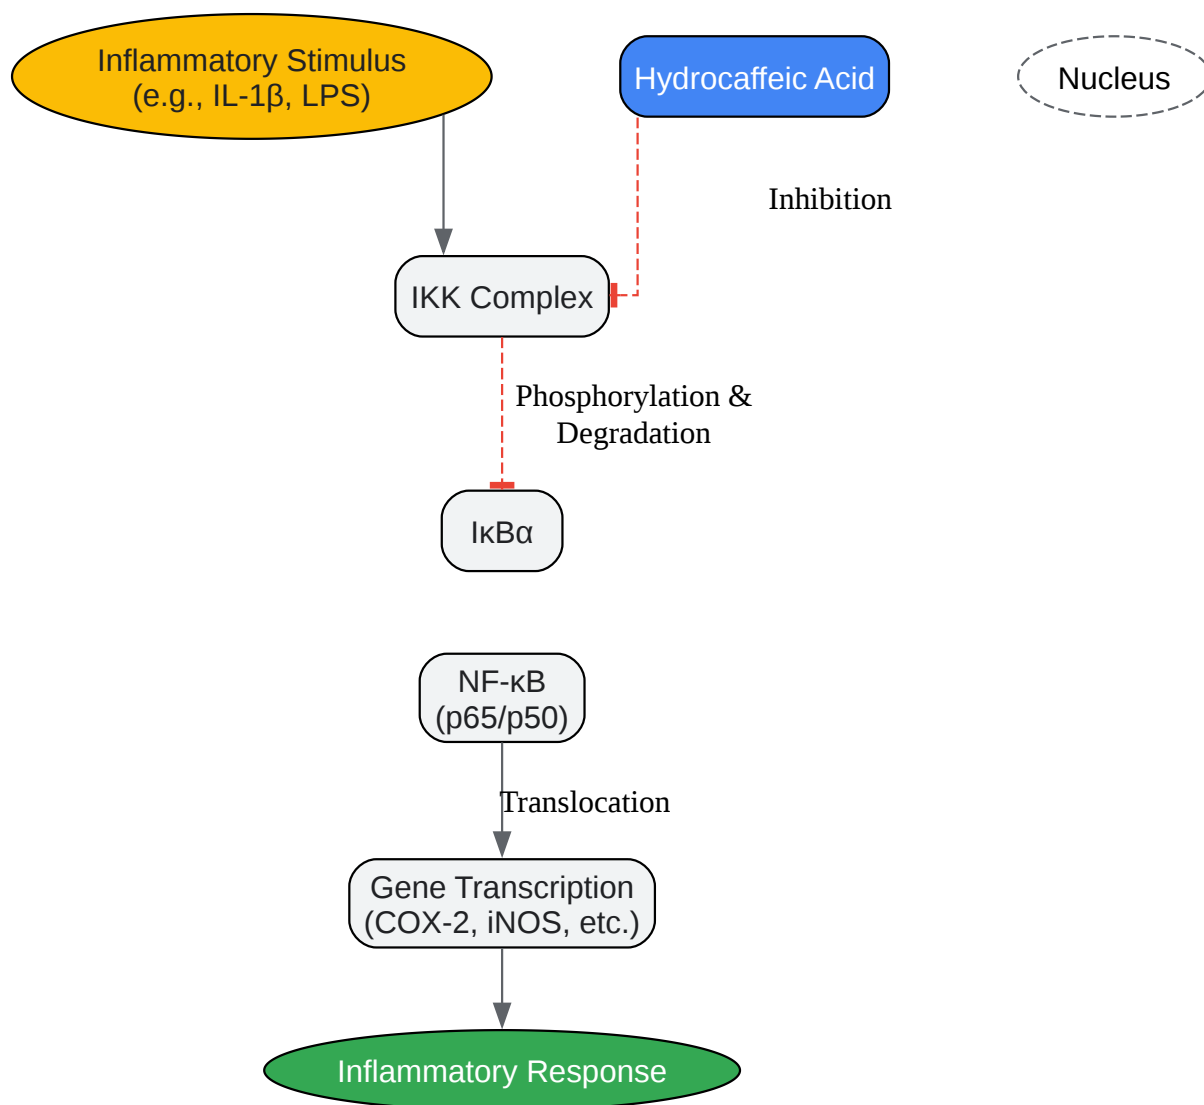 Inflammatory Stimulus
(e.g., IL-1β, LPS)
Hydrocaffeic Acid
Nucleus
Inhibition
IKK Complex
Phosphorylation &
Degradation
IκBα
NF-κB
(p65/p50)
Translocation
Gene Transcription
(COX-2, iNOS, etc.)
Inflammatory Response